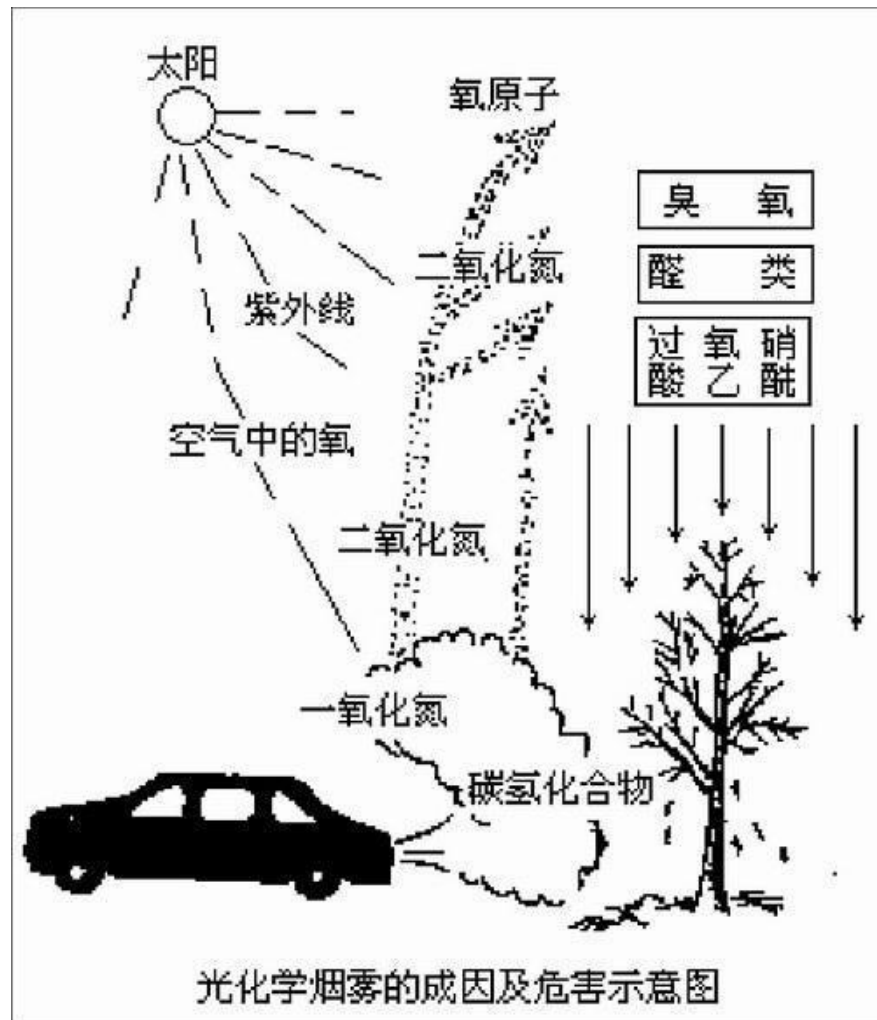 太阳
氧原子
臭氧
二氧化氮
醛类
紫外线
过氧硝
酸乙酰
空气中的氧
二氧化氮
一氧化氮
碳氢化合物
光化学烟雾的成因及危害示意图